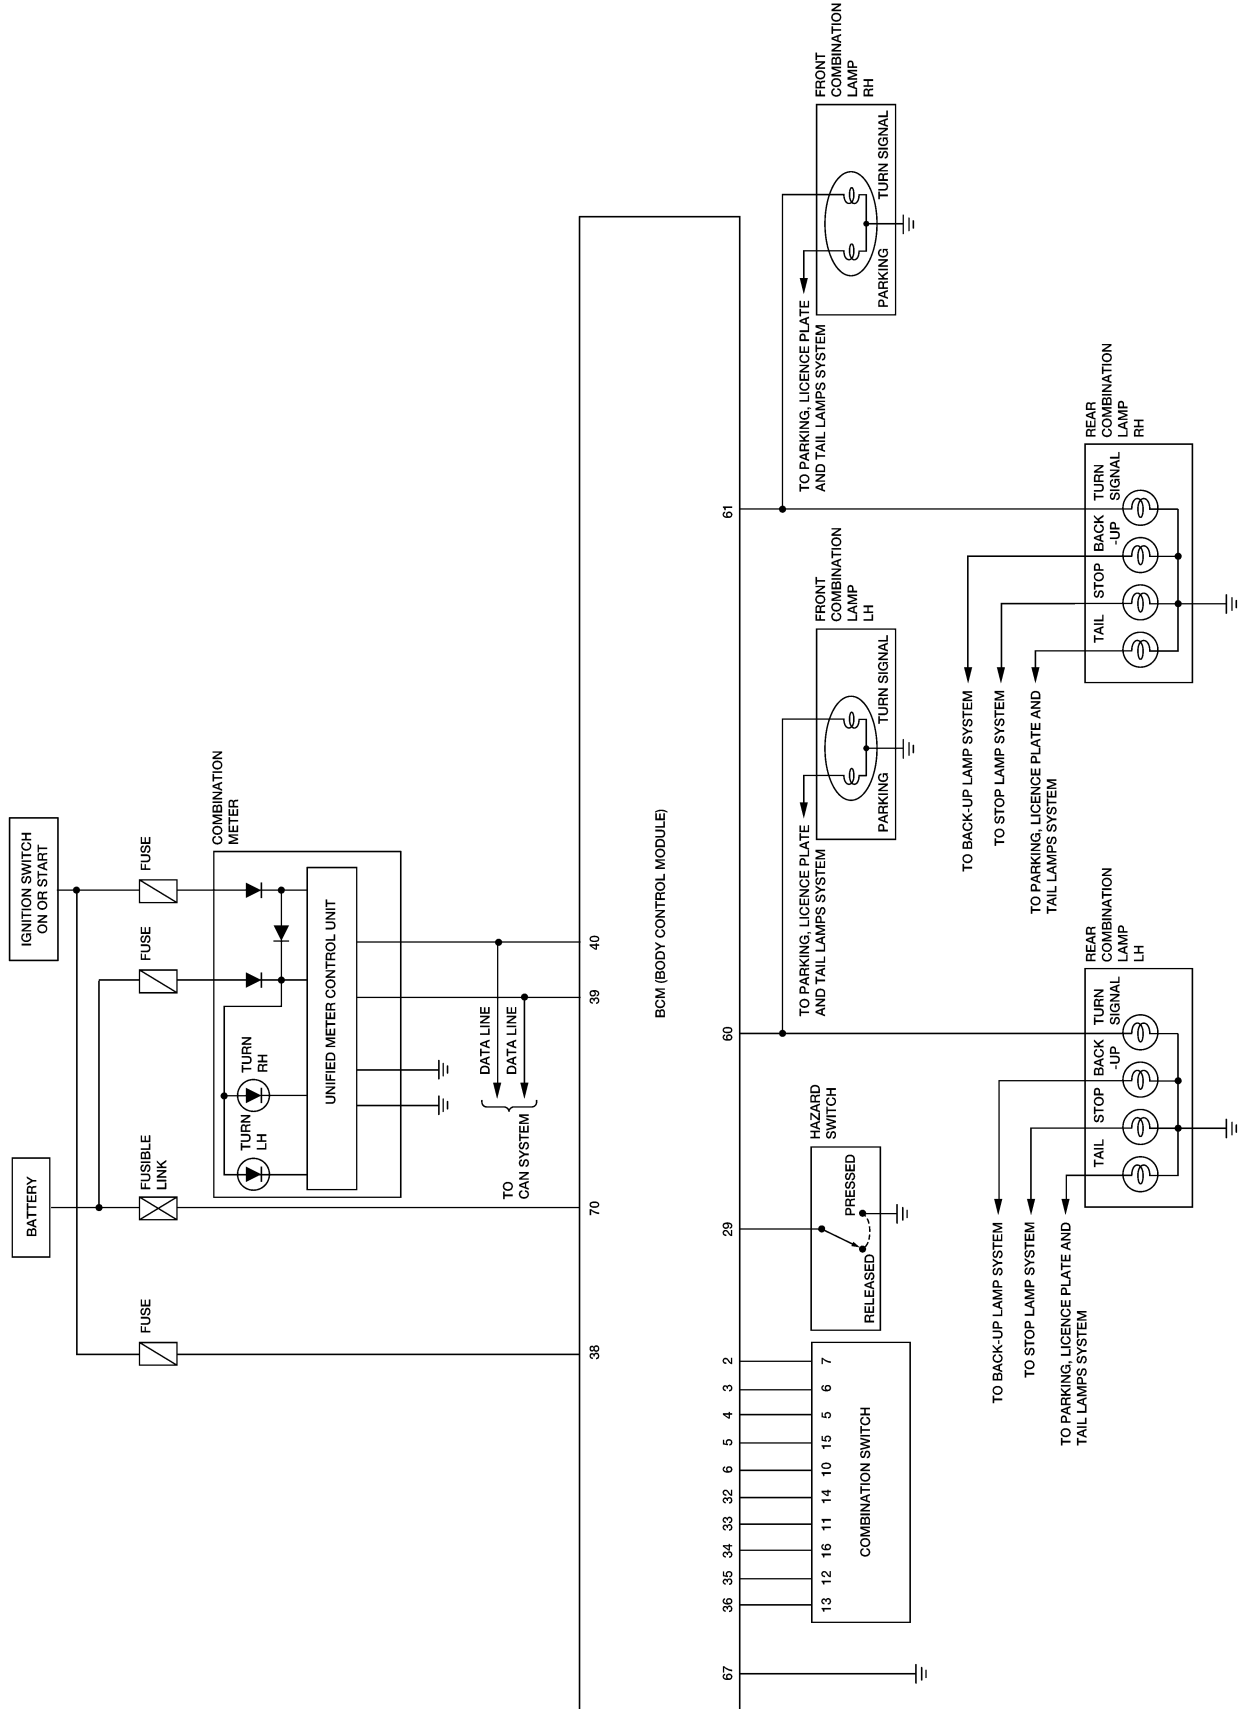 BATTERY
IGNITION SWITCH
ON OR START
FUSE
FUSIBLE
LINK
FUSE
FUSE
COMBINATION
METER
TURN
LH
TURN
RH
UNIFIED METER CONTROL UNIT
DATA LINE
DATA LINE
TO
CAN SYSTEM
38
70
39
40
BCM (BODY CONTROL MODULE)
67
36
35
34
33
32
6
5
4
3
2
29
60
61
13
12
16
11
14
10
15
5
6
7
COMBINATION SWITCH
HAZARD
SWITCH
RELEASED
PRESSED
TO PARKING, LICENCE PLATE
AND TAIL LAMPS SYSTEM
FRONT
COMBINATION
LAMP
LH
PARKING
TURN SIGNAL
TO PARKING, LICENCE PLATE
AND TAIL LAMPS SYSTEM
FRONT
COMBINATION
LAMP
RH
PARKING
TURN SIGNAL
TO BACK-UP LAMP SYSTEM
TO STOP LAMP SYSTEM
TO PARKING, LICENCE PLATE AND
TAIL LAMPS SYSTEM
REAR
COMBINATION
LAMP
LH
TAIL
STOP
BACK
-UP
TURN
SIGNAL
TO BACK-UP LAMP SYSTEM
TO STOP LAMP SYSTEM
TO PARKING, LICENCE PLATE AND
TAIL LAMPS SYSTEM
REAR
COMBINATION
LAMP
RH
TAIL
STOP
BACK
-UP
TURN
SIGNAL